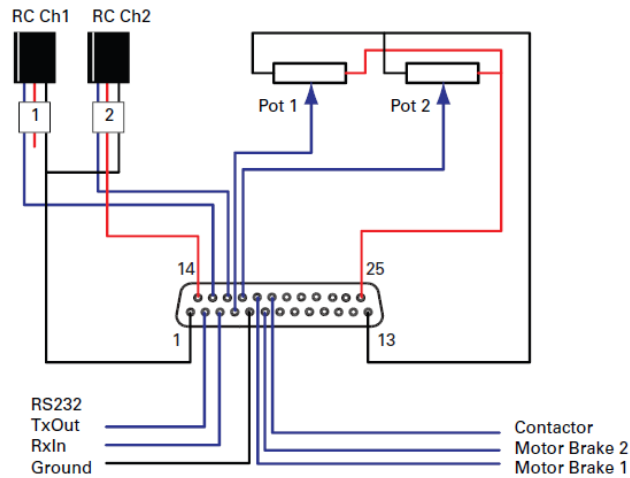 RC Ch1 RC Ch2
1 2
Pot 1 Pot 2
14 25
1 13
RS232
TxOut
RxIn
Ground
Contactor
Motor Brake 2
Motor Brake 1